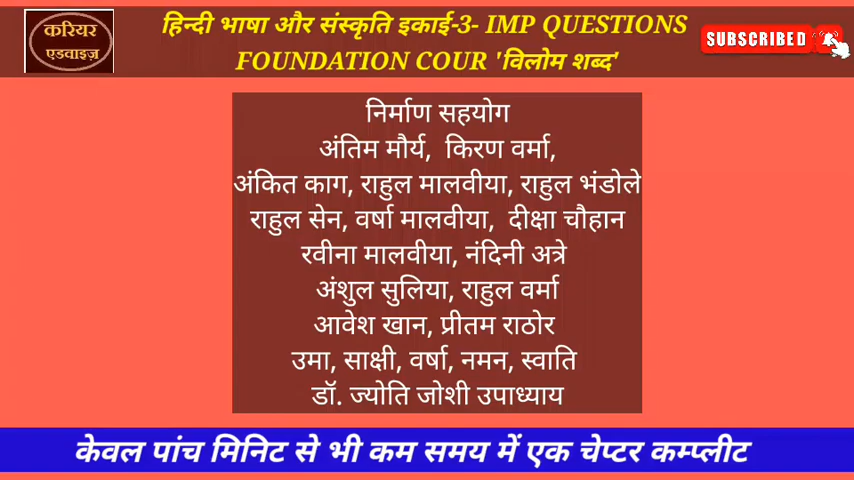 करियर
एडवाइज़
हिन्दी भाषा और संस्कृति इकाई-3- IMP QUESTIONS
FOUNDATION COUR 'विलोम शब्द'
SUBSCRIBED
निर्माण सहयोग
अंतिम मौर्य, किरण वर्मा,
अंकित काग, राहुल मालवीया, राहुल भंडोले
राहुल सेन, वर्षा मालवीया, दीक्षा चौहान
रवीना मालवीया, नंदिनी अत्रे
अंशुल सुलिया, राहुल वर्मा
आवेश खान, प्रीतम राठोर
उमा, साक्षी, वर्षा, नमन, स्वाति
डॉ. ज्योति जोशी उपाध्याय
केवल पांच मिनिट से भी कम समय में एक चेप्टर कम्प्लीट